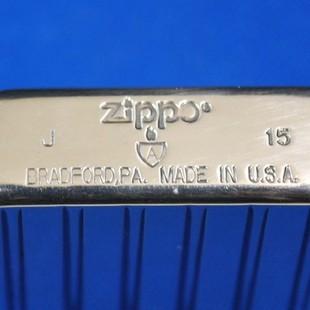 zippo®
A
J 15
BRADFORD,PA. MADE IN U.S.A.